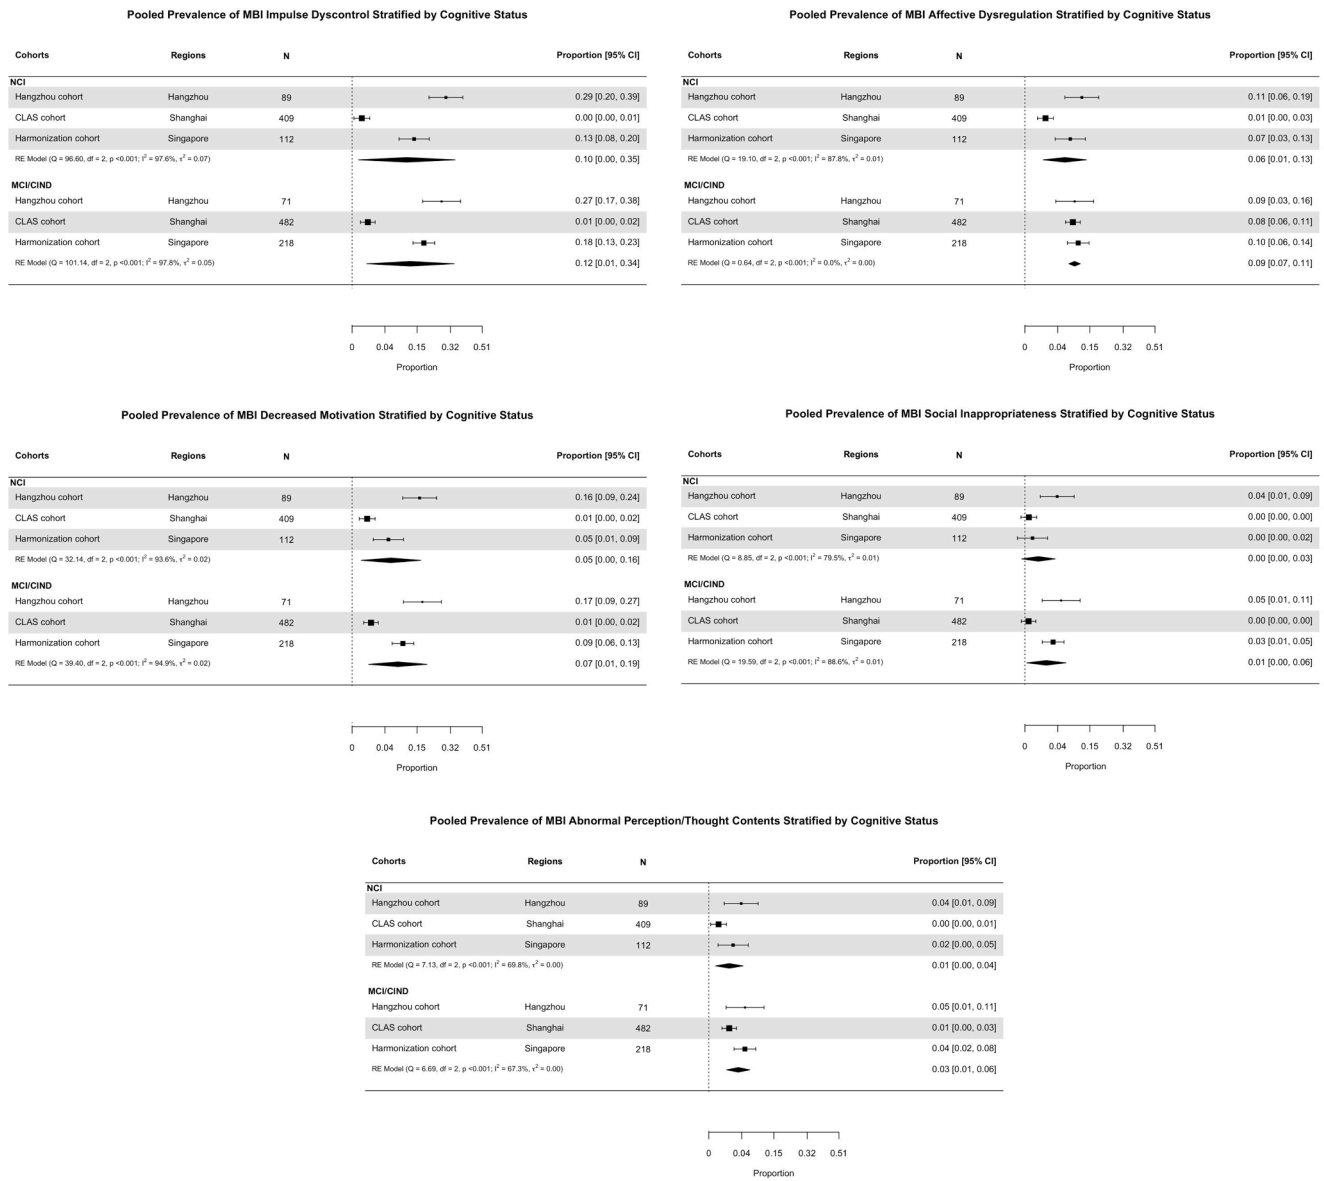 Pooled Prevalence of MBI Impulse Dyscontrol Stratified by Cognitive Status
Cohorts Regions N Proportion [95% CI]
NCI
Hangzhou cohort Hangzhou 89 0.29 [0.20, 0.39]
CLAS cohort Shanghai 409 0.00 [0.00, 0.01]
Harmonization cohort Singapore 112 0.13 [0.08, 0.20]
RE Model (Q = 96.60, df = 2, p <0.001; I² = 97.6%, τ² = 0.07) 0.10 [0.00, 0.35]
MCI/CIND
Hangzhou cohort Hangzhou 71 0.27 [0.17, 0.38]
CLAS cohort Shanghai 482 0.01 [0.00, 0.02]
Harmonization cohort Singapore 218 0.18 [0.13, 0.23]
RE Model (Q = 101.14, df = 2, p <0.001; I² = 97.8%, τ² = 0.05) 0.12 [0.01, 0.34]
0 0.04 0.15 0.32 0.51
Proportion
Pooled Prevalence of MBI Affective Dysregulation Stratified by Cognitive Status
Cohorts Regions N Proportion [95% CI]
NCI
Hangzhou cohort Hangzhou 89 0.11 [0.06, 0.19]
CLAS cohort Shanghai 409 0.01 [0.00, 0.03]
Harmonization cohort Singapore 112 0.07 [0.03, 0.13]
RE Model (Q = 19.10, df = 2, p <0.001; I² = 87.8%, τ² = 0.01) 0.06 [0.01, 0.13]
MCI/CIND
Hangzhou cohort Hangzhou 71 0.09 [0.03, 0.16]
CLAS cohort Shanghai 482 0.08 [0.06, 0.11]
Harmonization cohort Singapore 218 0.10 [0.06, 0.14]
RE Model (Q = 0.64, df = 2, p <0.001; I² = 0.0%, τ² = 0.00) 0.09 [0.07, 0.11]
0 0.04 0.15 0.32 0.51
Proportion
Pooled Prevalence of MBI Decreased Motivation Stratified by Cognitive Status
Cohorts Regions N Proportion [95% CI]
NCI
Hangzhou cohort Hangzhou 89 0.16 [0.09, 0.24]
CLAS cohort Shanghai 409 0.01 [0.00, 0.02]
Harmonization cohort Singapore 112 0.05 [0.01, 0.09]
RE Model (Q = 32.14, df = 2, p <0.001; I² = 93.6%, τ² = 0.02) 0.05 [0.00, 0.16]
MCI/CIND
Hangzhou cohort Hangzhou 71 0.17 [0.09, 0.27]
CLAS cohort Shanghai 482 0.01 [0.00, 0.02]
Harmonization cohort Singapore 218 0.09 [0.06, 0.13]
RE Model (Q = 39.40, df = 2, p <0.001; I² = 94.9%, τ² = 0.02) 0.07 [0.01, 0.19]
0 0.04 0.15 0.32 0.51
Proportion
Pooled Prevalence of MBI Social Inappropriateness Stratified by Cognitive Status
Cohorts Regions N Proportion [95% CI]
NCI
Hangzhou cohort Hangzhou 89 0.04 [0.01, 0.09]
CLAS cohort Shanghai 409 0.00 [0.00, 0.00]
Harmonization cohort Singapore 112 0.00 [0.00, 0.02]
RE Model (Q = 8.85, df = 2, p <0.001; I² = 79.5%, τ² = 0.01) 0.00 [0.00, 0.03]
MCI/CIND
Hangzhou cohort Hangzhou 71 0.05 [0.01, 0.11]
CLAS cohort Shanghai 482 0.00 [0.00, 0.00]
Harmonization cohort Singapore 218 0.03 [0.01, 0.05]
RE Model (Q = 19.59, df = 2, p <0.001; I² = 88.6%, τ² = 0.01) 0.01 [0.00, 0.06]
0 0.04 0.15 0.32 0.51
Proportion
Pooled Prevalence of MBI Abnormal Perception/Thought Contents Stratified by Cognitive Status
Cohorts Regions N Proportion [95% CI]
NCI
Hangzhou cohort Hangzhou 89 0.04 [0.01, 0.09]
CLAS cohort Shanghai 409 0.00 [0.00, 0.01]
Harmonization cohort Singapore 112 0.02 [0.00, 0.05]
RE Model (Q = 7.13, df = 2, p <0.001; I² = 69.8%, τ² = 0.00) 0.01 [0.00, 0.04]
MCI/CIND
Hangzhou cohort Hangzhou 71 0.05 [0.01, 0.11]
CLAS cohort Shanghai 482 0.01 [0.00, 0.03]
Harmonization cohort Singapore 218 0.04 [0.02, 0.08]
RE Model (Q = 6.69, df = 2, p <0.001; I² = 67.3%, τ² = 0.00) 0.03 [0.01, 0.06]
0 0.04 0.15 0.32 0.51
Proportion